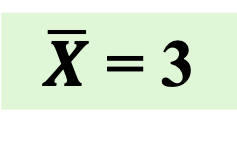 X̅ = 3